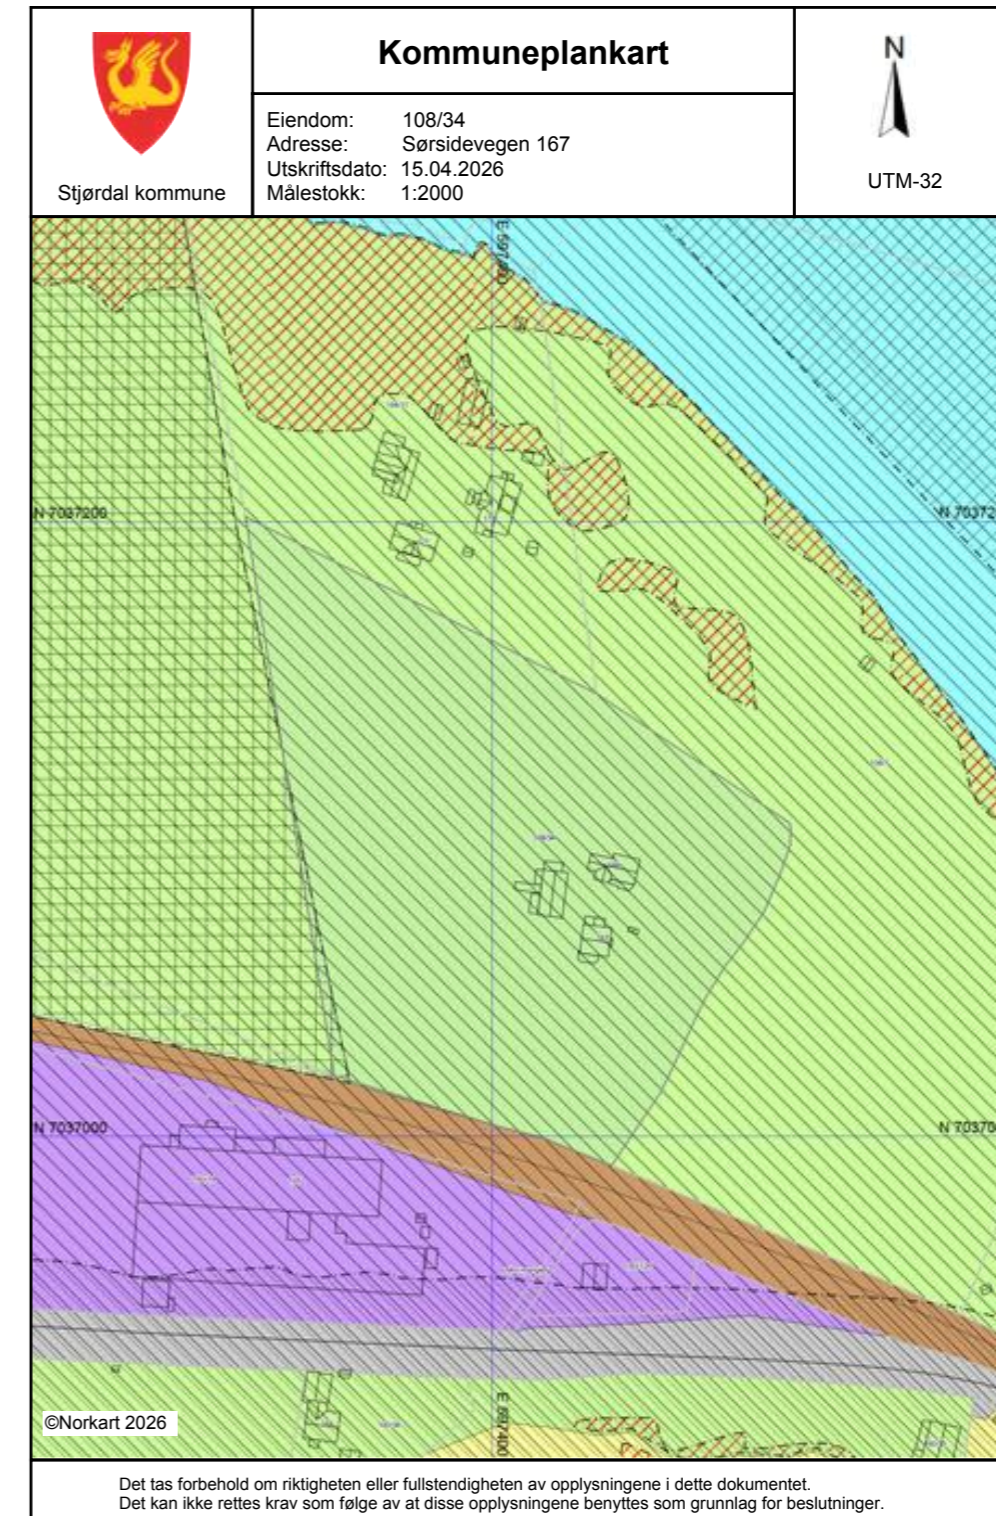 Kommuneplankart
Stjørdal kommune
Eiendom: 108/34
Adresse: Sørsidevegen 167
Utskriftsdato: 15.04.2026
Målestokk: 1:2000
N
UTM-32
N 7037200
N 7037000
©Norkart 2026
Det tas forbehold om riktigheten eller fullstendigheten av opplysningene i dette dokumentet.
Det kan ikke rettes krav som følge av at disse opplysningene benyttes som grunnlag for beslutninger.
E 597400